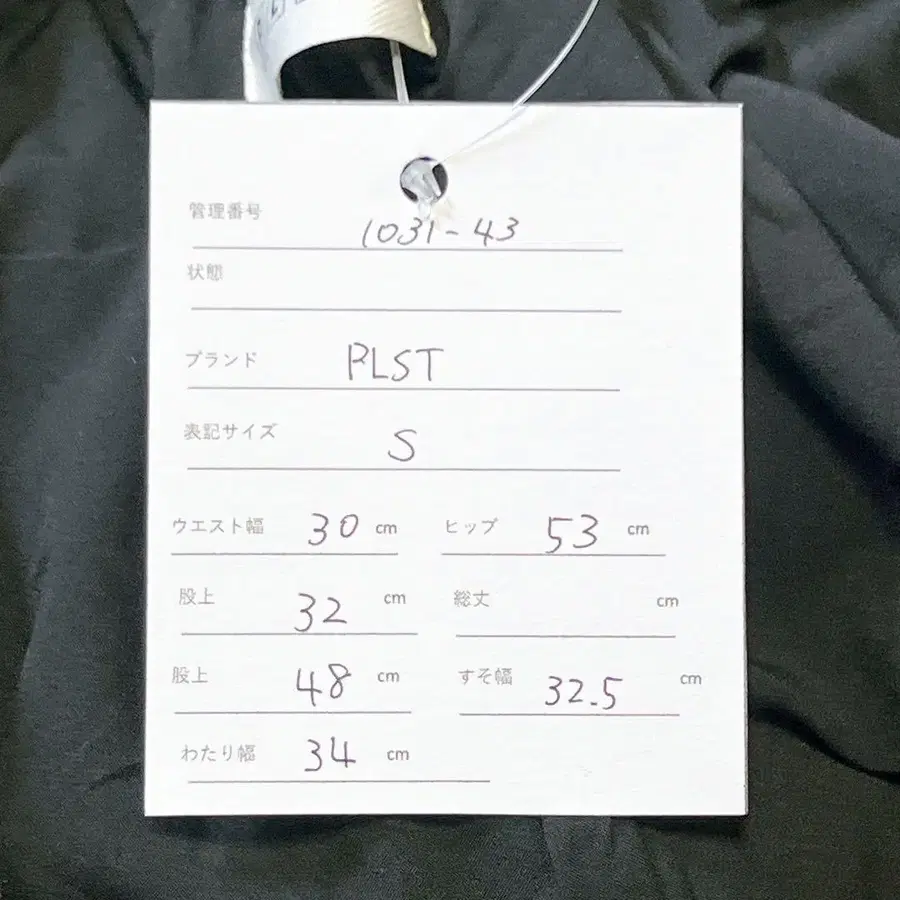 管理番号 1031-43
状態
ブランド PLST
表記サイズ S
ウエスト幅 30 cm ヒップ 53 cm
股上 32 cm 総丈 cm
股上 48 cm すそ幅 32.5 cm
わたり幅 34 cm